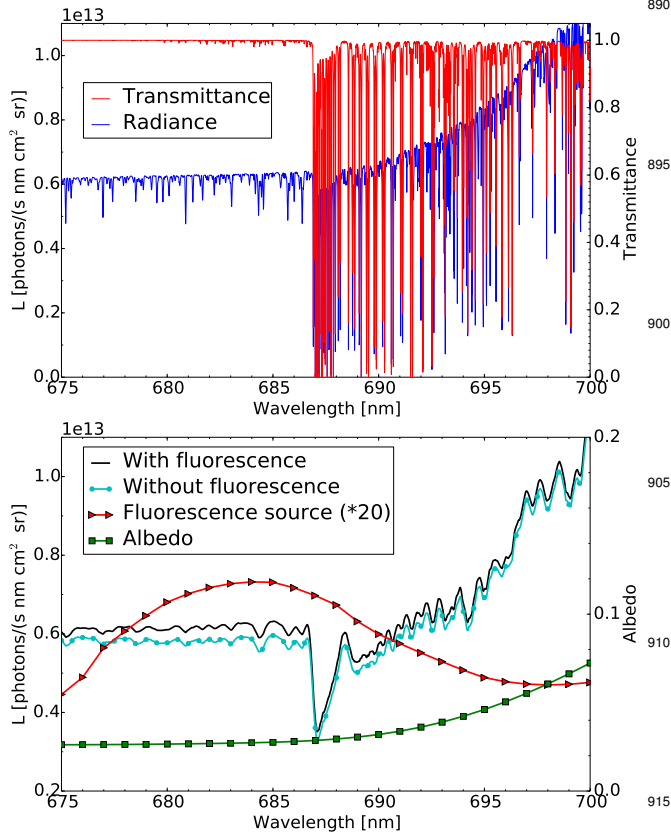 890
1e13
1.0
0.8
0.6
0.4
0.2
0.0
L [photons/(s nm cm² sr)]
Transmittance
Radiance
1.0
0.8
0.6
0.4
0.2
0.0
Transmittance
675 680 685 690 695 700
Wavelength [nm]
895
900
1e13
1.0
0.8
0.6
0.4
0.2
L [photons/(s nm cm² sr)]
With fluorescence
Without fluorescence
Fluorescence source (*20)
Albedo
0.2
0.1
0.0
Albedo
675 680 685 690 695 700
Wavelength [nm]
905
910
915